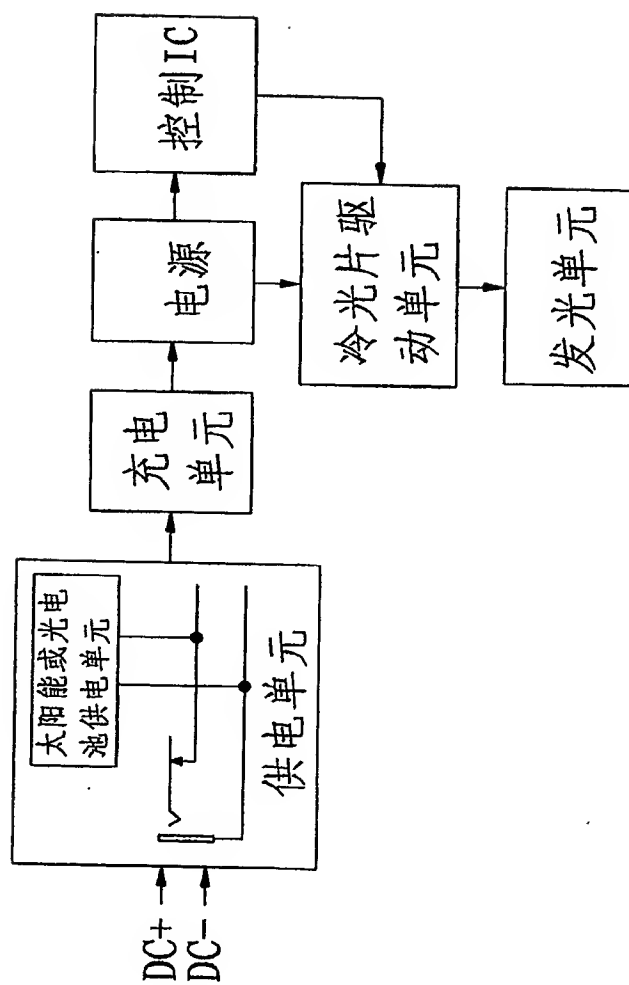 DC+
DC-
太阳能或光电
池供电单元
供电单元
充电
单元
电源
控制IC
冷光片驱
动单元
发光单元